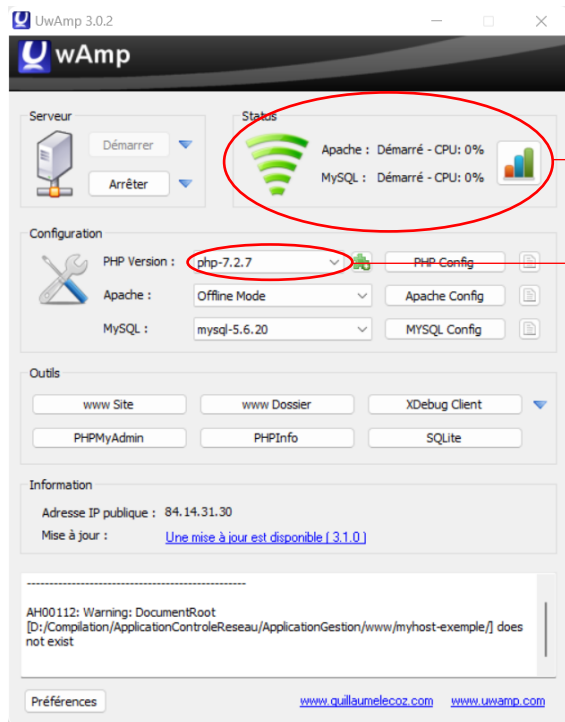 UwAmp 3.0.2
UwAmp
Serveur
Démarrer
Arrêter
Status
Apache : Démarré - CPU: 0%
MySQL : Démarré - CPU: 0%
Configuration
PHP Version : php-7.2.7 PHP Config
Apache : Offline Mode Apache Config
MySQL : mysql-5.6.20 MYSQL Config
Outils
www Site www Dossier XDebug Client
PHPMyAdmin PHPInfo SQLite
Information
Adresse IP publique : 84.14.31.30
Mise à jour : Une mise à jour est disponible ( 3.1.0 )
-------------------------------------------------
AH00112: Warning: DocumentRoot
[D:/Compilation/ApplicationControleReseau/ApplicationGestion/www/myhost-exemple/] does
not exist
Préférences www.guillaumelecoz.com www.uwamp.com